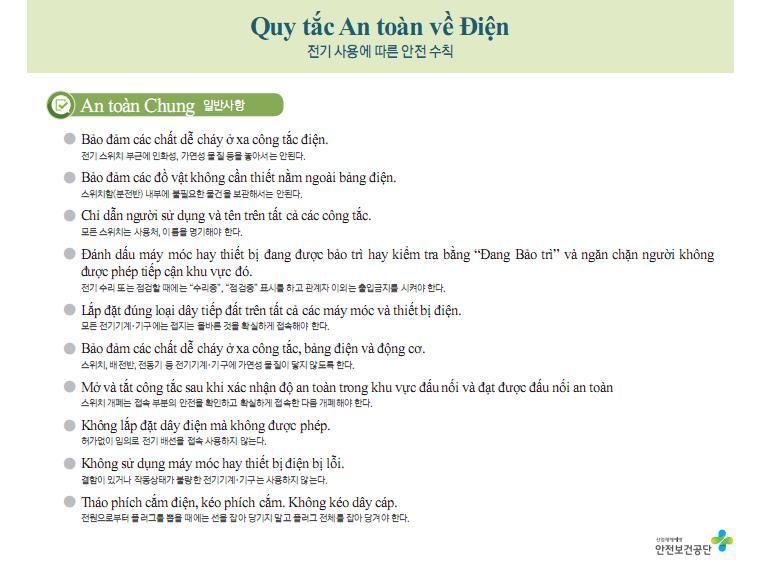 Quy tắc An toàn về Điện
전기 사용에 따른 안전 수칙
An toàn Chung 일반사항
Bảo đảm các chất dễ cháy ở xa công tắc điện.
전기 스위치 부근에 인화성, 가연성 물질 등을 놓아서는 안된다.
Bảo đảm các đồ vật không cần thiết nằm ngoài bảng điện.
스위치함(분전반) 내부에 불필요한 물건을 보관해서는 안된다.
Chỉ dẫn người sử dụng và tên trên tất cả các công tắc.
모든 스위치는 사용처, 이름을 명기해야 한다.
Đánh dấu máy móc hay thiết bị đang được bảo trì hay kiểm tra bằng “Đang Bảo trì” và ngăn chặn người không
được phép tiếp cận khu vực đó.
전기 수리 또는 점검할 때에는 “수리중”, “점검중” 표시를 하고 관계자 이외는 출입금지를 시켜야 한다.
Lắp đặt đúng loại dây tiếp đất trên tất cả các máy móc và thiết bị điện.
모든 전기기계·기구에는 접지는 올바른 것을 확실하게 접속해야 한다.
Bảo đảm các chất dễ cháy ở xa công tắc, bảng điện và động cơ.
스위치, 배전반, 전동기 등 전기기계·기구에 가연성 물질이 닿지 않도록 한다.
Mở và tắt công tắc sau khi xác nhận độ an toàn trong khu vực đấu nối và đạt được đấu nối an toàn
스위치 개폐는 접속 부분의 안전을 확인하고 확실하게 접속한 다음 개폐해야 한다.
Không lắp đặt dây điện mà không được phép.
허가없이 임의로 전기 배선을 접속 사용하지 않는다.
Không sử dụng máy móc hay thiết bị điện bị lỗi.
결함이 있거나 작동상태가 불량한 전기기계·기구는 사용하지 않는다.
Tháo phích cắm điện, kéo phích cắm. Không kéo dây cáp.
전원으로부터 플러그를 뽑을 때에는 선을 잡아 당기지 말고 플러그 전체를 잡아 당겨야 한다.
산업재해예방
안전보건공단